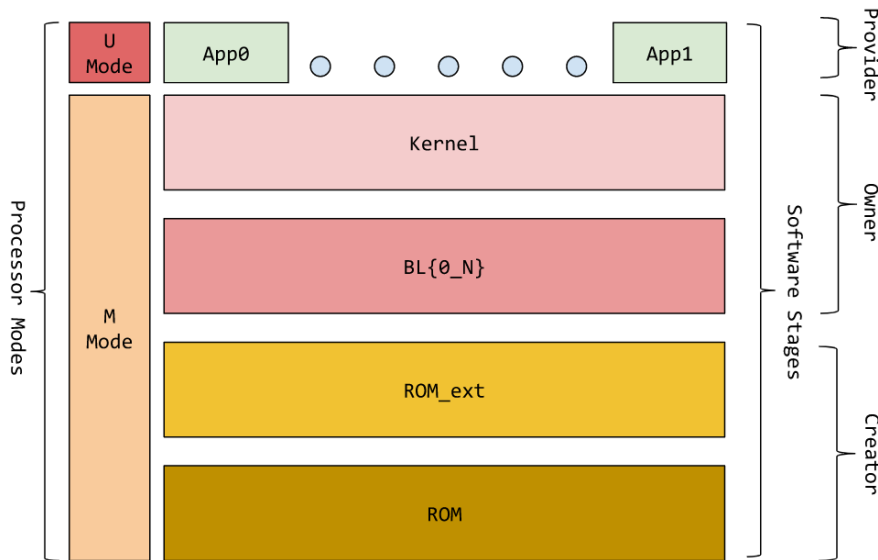 U
Mode
App0
App1
Provider
Kernel
Owner
BL{0_N}
Processor Modes
M
Mode
Software Stages
ROM_ext
Creator
ROM